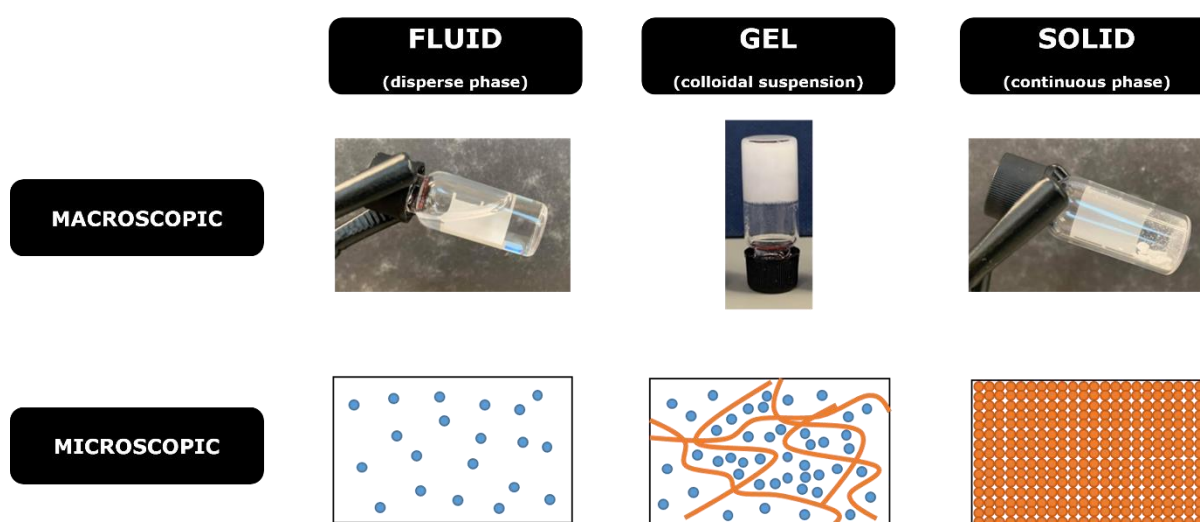 FLUID
(disperse phase)
GEL
(colloidal suspension)
SOLID
(continuous phase)
MACROSCOPIC
MICROSCOPIC